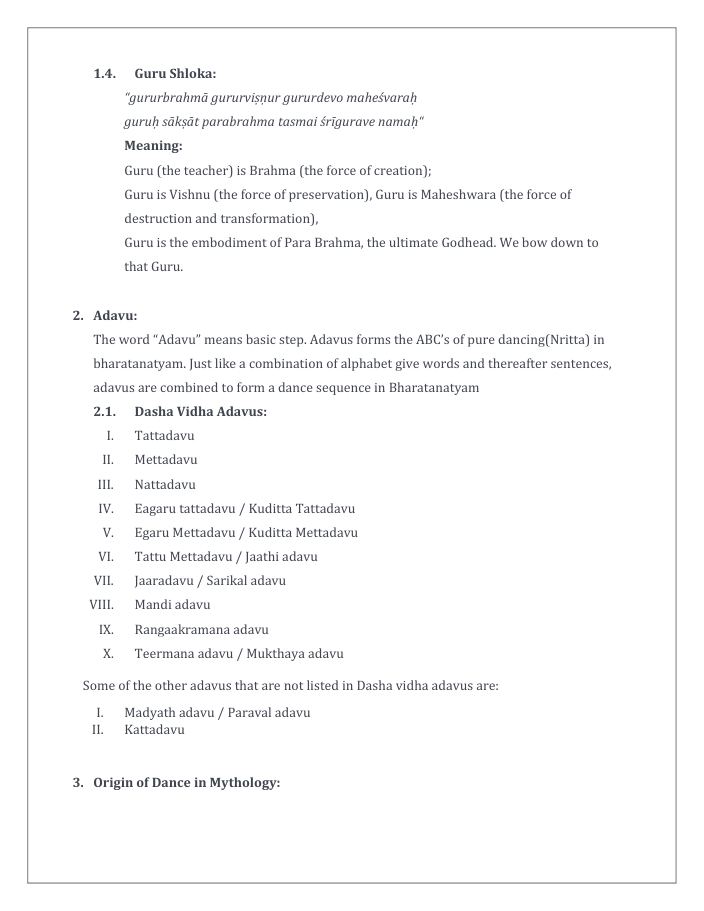 1.4. Guru Shloka:
“gururbrahmā gururviṣṇur gururdevo maheśvaraḥ
guruḥ sākṣāt parabrahma tasmai śrīgurave namaḥ“
Meaning:
Guru (the teacher) is Brahma (the force of creation);
Guru is Vishnu (the force of preservation), Guru is Maheshwara (the force of
destruction and transformation),
Guru is the embodiment of Para Brahma, the ultimate Godhead. We bow down to
that Guru.
2. Adavu:
The word “Adavu” means basic step. Adavus forms the ABC’s of pure dancing(Nritta) in
bharatanatyam. Just like a combination of alphabet give words and thereafter sentences,
adavus are combined to form a dance sequence in Bharatanatyam
2.1. Dasha Vidha Adavus:
I. Tattadavu
II. Mettadavu
III. Nattadavu
IV. Eagaru tattadavu / Kuditta Tattadavu
V. Egaru Mettadavu / Kuditta Mettadavu
VI. Tattu Mettadavu / Jaathi adavu
VII. Jaaradavu / Sarikal adavu
VIII. Mandi adavu
IX. Rangaakramana adavu
X. Teermana adavu / Mukthaya adavu
Some of the other adavus that are not listed in Dasha vidha adavus are:
I. Madyath adavu / Paraval adavu
II. Kattadavu
3. Origin of Dance in Mythology: